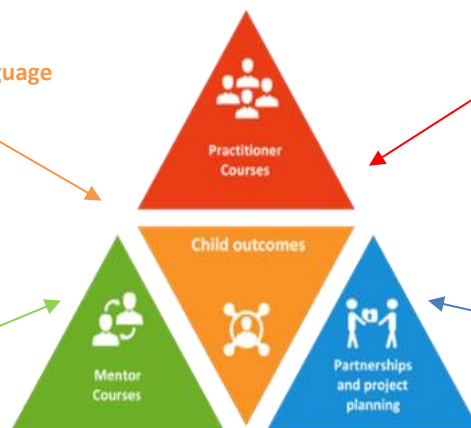 guage
Practitioner
Courses
Child outcomes
Mentor
Courses
Partnerships
and project
planning